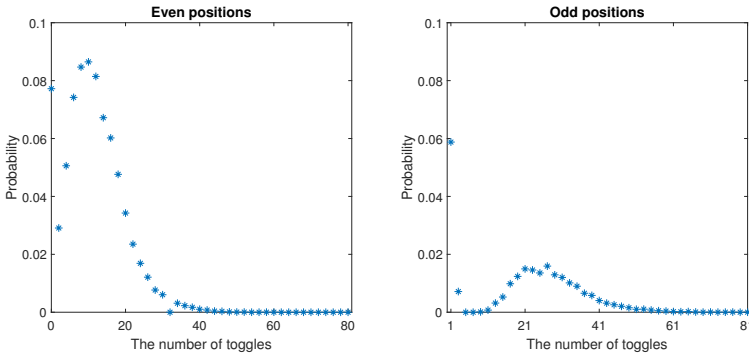 Even positions
Probability
0.1
0.08
0.06
0.04
0.02
0
0 20 40 60 80
The number of toggles
Odd positions
Probability
0.1
0.08
0.06
0.04
0.02
0
1 21 41 61 8
The number of toggles